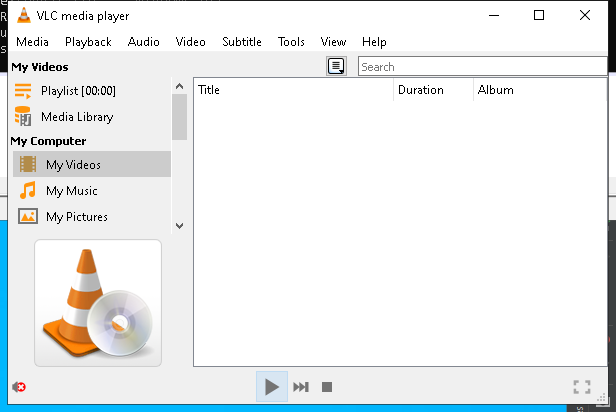 VLC media player
Media Playback Audio Video Subtitle Tools View Help
My Videos
Search
Playlist [00:00]
Media Library
My Computer
My Videos
My Music
My Pictures
Title Duration Album